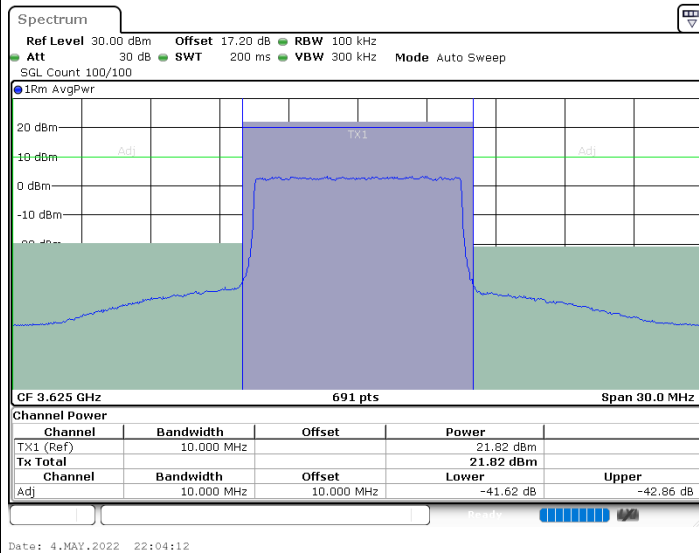 Spectrum
Ref Level 30.00 dBm Offset 17.20 dB RBW 100 kHz
Att 30 dB SWT 200 ms VBW 300 kHz Mode Auto Sweep
SGL Count 100/100
1Rm AvgPwr
20 dBm
TX1
10 dBm Adj Adj
0 dBm
-10 dBm
CF 3.625 GHz 691 pts Span 30.0 MHz
Channel Power
Channel Bandwidth Offset Power
TX1 (Ref) 10.000 MHz 21.82 dBm
Tx Total 21.82 dBm
Channel Bandwidth Offset Lower Upper
Adj 10.000 MHz 10.000 MHz -41.62 dB -42.86 dB
Ready
Date: 4.MAY.2022 22:04:12